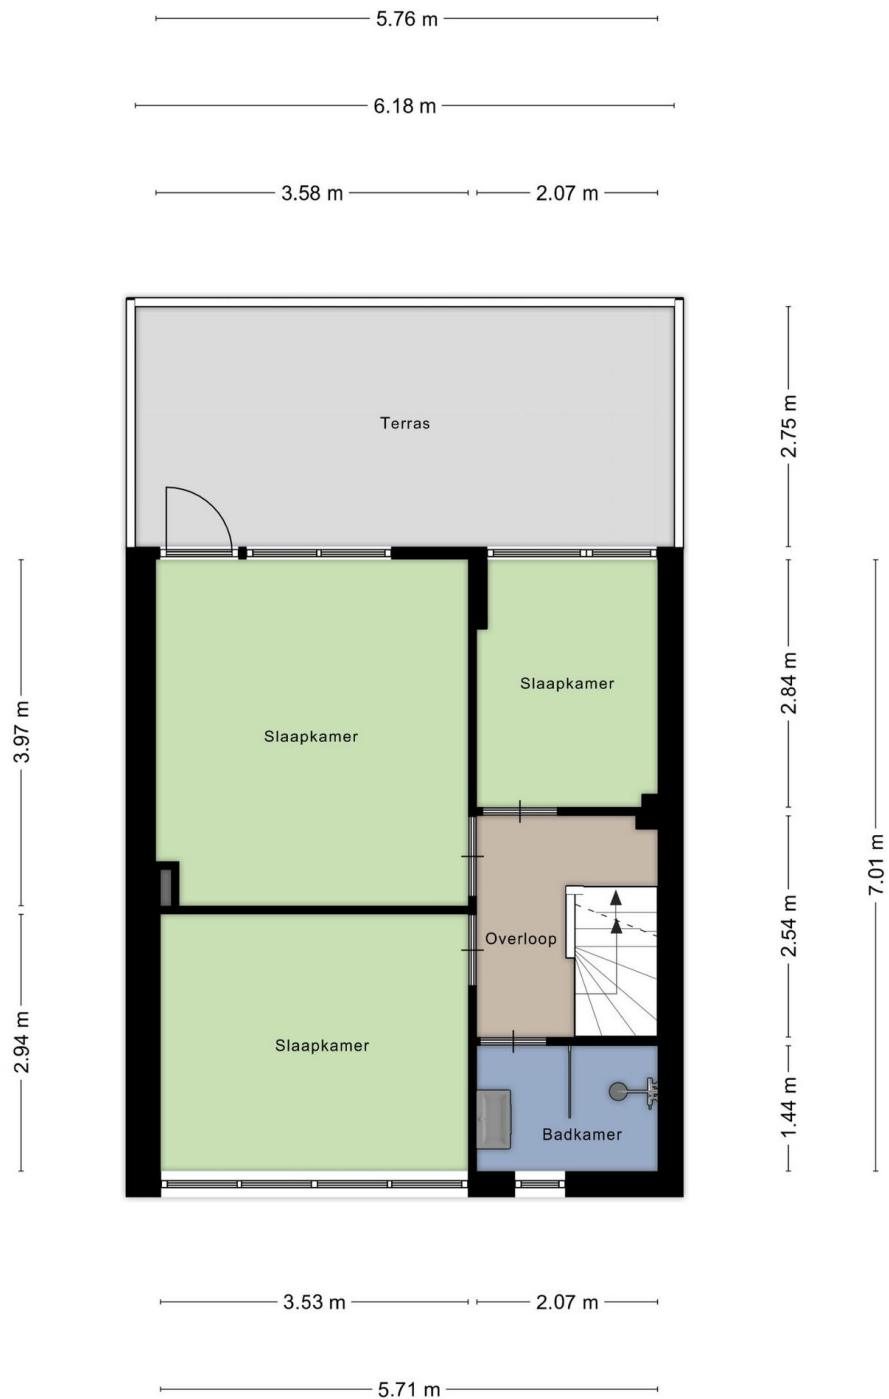 5.76 m
6.18 m
3.58 m
2.07 m
Terras
2.75 m
Slaapkamer
2.84 m
3.97 m
Slaapkamer
7.01 m
Overloop
2.54 m
Slaapkamer
2.94 m
Badkamer
1.44 m
3.53 m
2.07 m
5.71 m